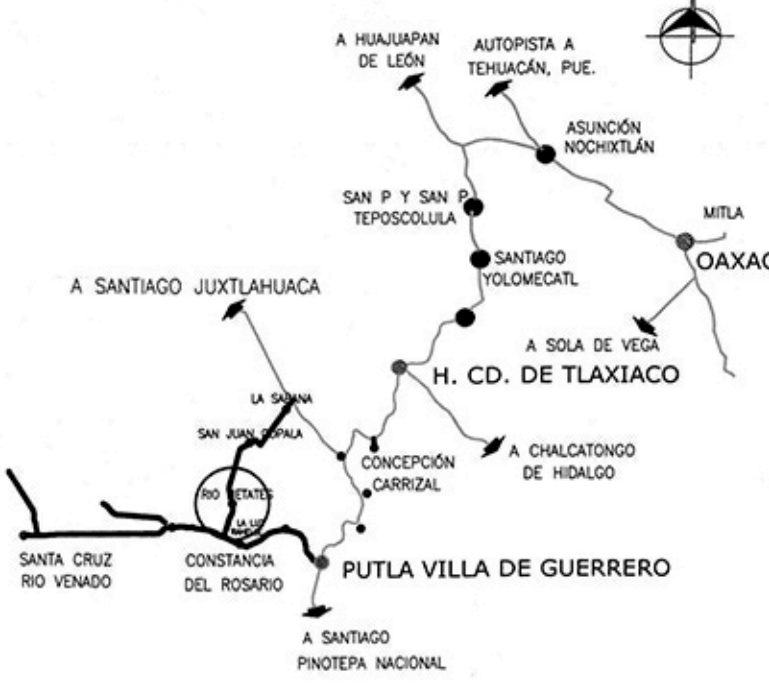 A HUAJUAPAN
DE LEÓN
AUTOPISTA A
TEHUACÁN, PUE.
ASUNCIÓN
NOCHIXTLÁN
SAN P Y SAN P
TEPOSCOLULA
MITLA
SANTIAGO
YOLOMECATL
OAXAC
A SANTIAGO JUXTLAHUACA
A SOLA DE VEGA
H. CD. DE TLAXIACO
LA SABANA
SAN JUAN COPALA
CONCEPCIÓN
CARRIZAL
A CHALCATONGO
DE HIDALGO
RIO METATES
LA LUZ
SANTA CRUZ
RIO VENADO
CONSTANCIA
DEL ROSARIO
PUTLA VILLA DE GUERRERO
A SANTIAGO
PINOTEPA NACIONAL